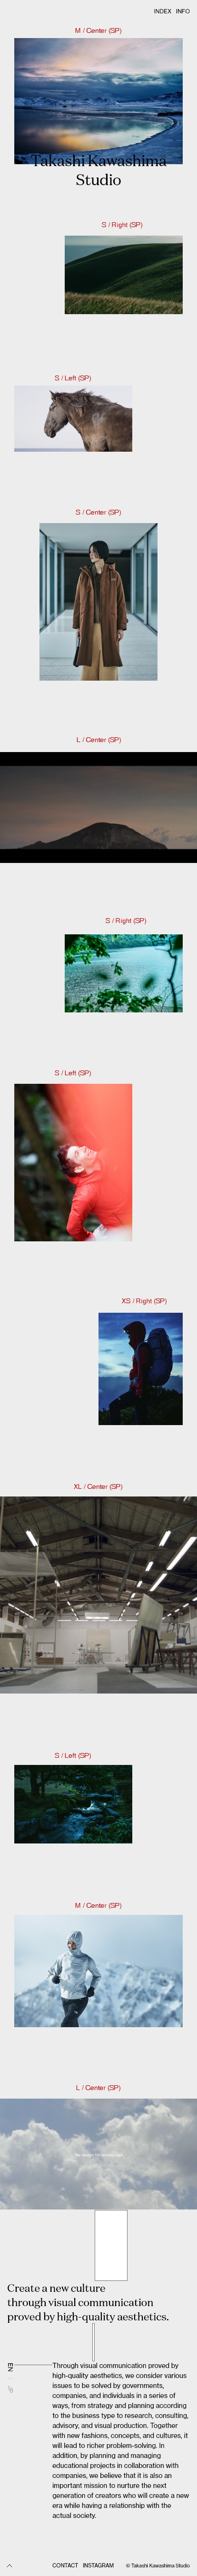 INDEX INFO
M / Center (SP)
Takashi Kawashima
Studio
S / Right (SP)
S / Left (SP)
S / Center (SP)
L / Center (SP)
S / Right (SP)
S / Left (SP)
XS / Right (SP)
XL / Center (SP)
S / Left (SP)
M / Center (SP)
L / Center (SP)
Create a new culture
through visual communication
proved by high-quality aesthetics.
EN
JP
Through visual communication proved by
high-quality aesthetics, we consider various
issues to be solved by governments,
companies, and individuals in a series of
ways, from strategy and planning according
to the business type to research, consulting,
advisory, and visual production. Together
with new fashions, concepts, and cultures, it
will lead to richer problem-solving. In
addition, by planning and managing
educational projects in collaboration with
companies, we believe that it is also an
important mission to nurture the next
generation of creators who will create a new
era while having a relationship with the
actual society.
CONTACT INSTAGRAM © Takashi Kawashima Studio